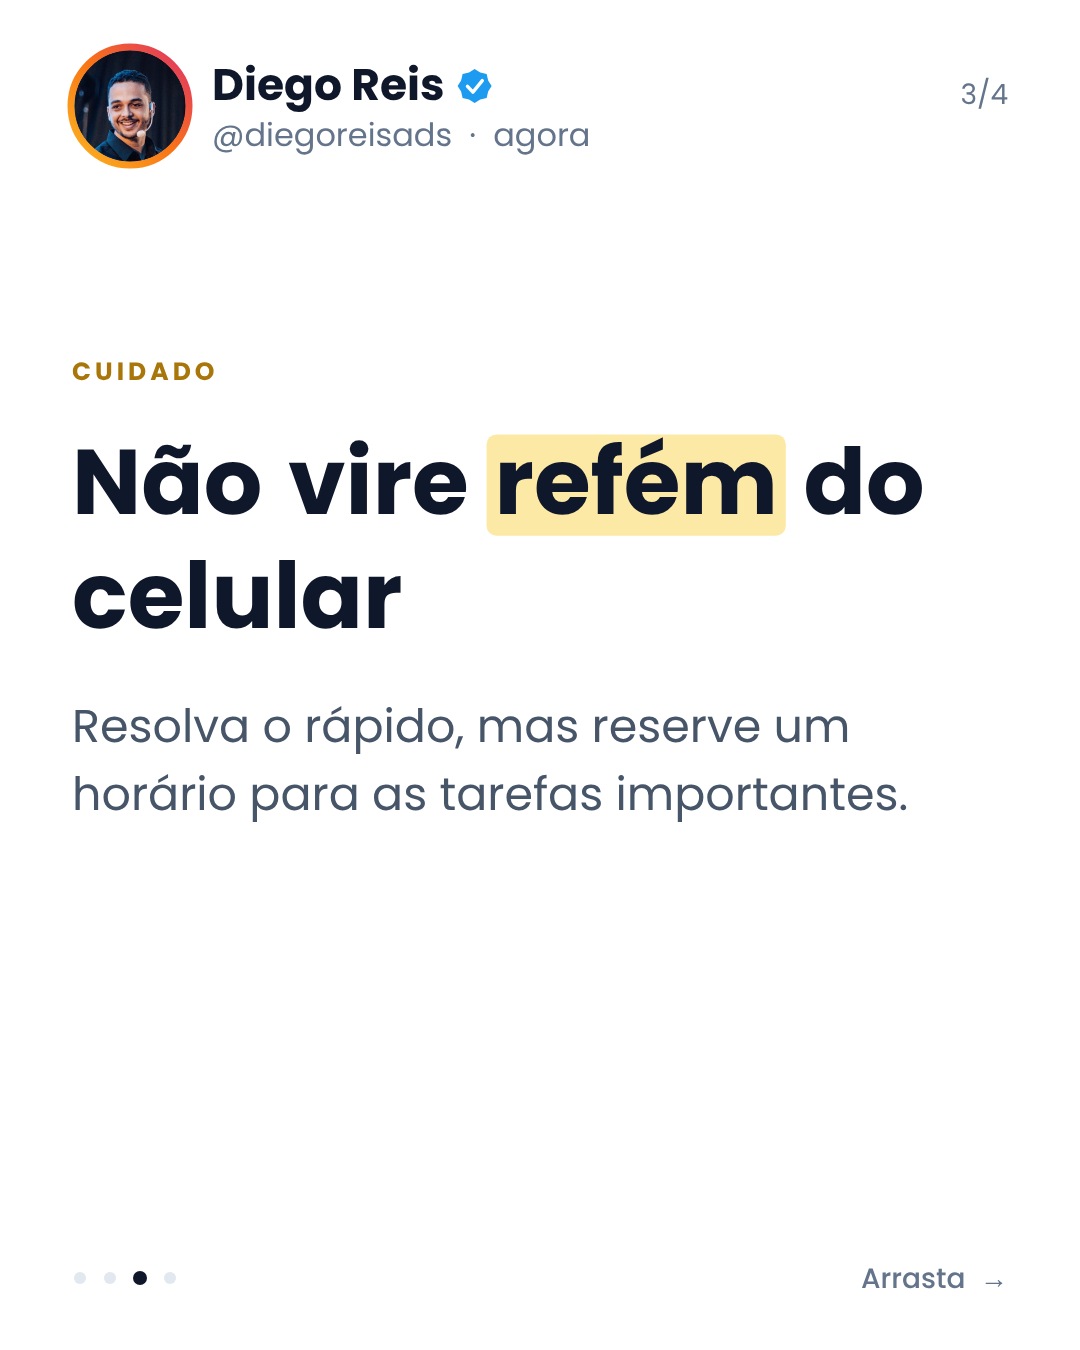 Diego Reis
@diegoreisads · agora
3/4
CUIDADO
Não vire refém do
celular
Resolva o rápido, mas reserve um
horário para as tarefas importantes.
Arrasta →